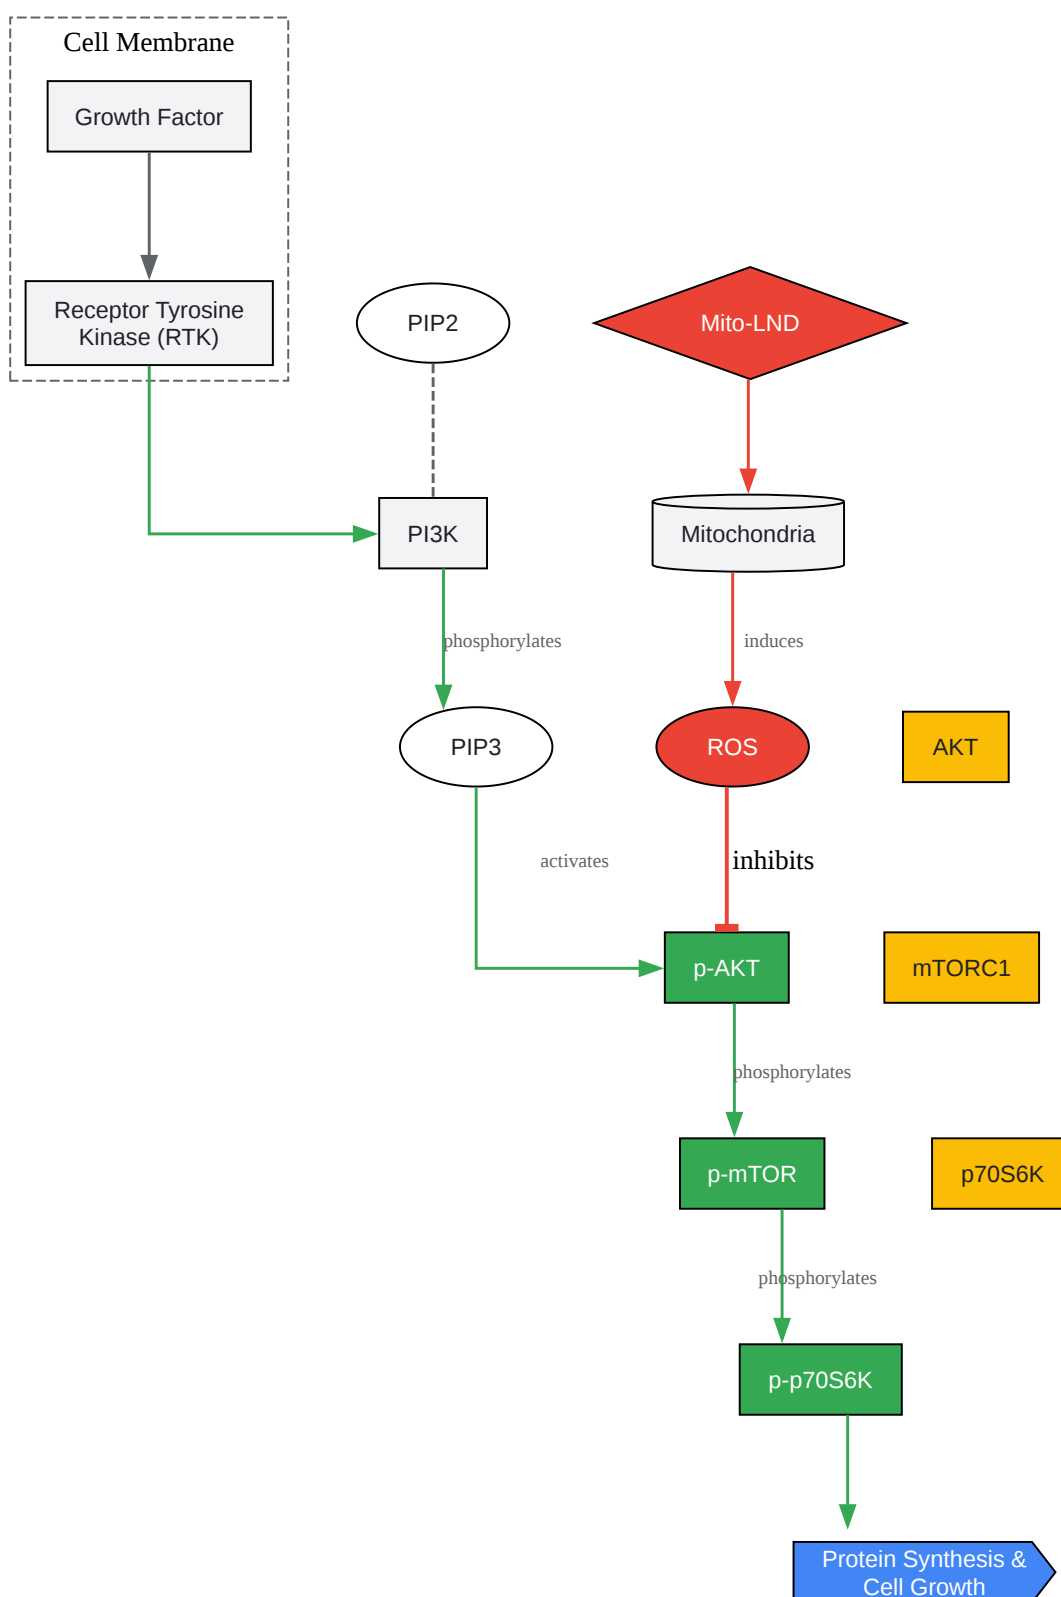 Cell Membrane
Growth Factor
Receptor Tyrosine
Kinase (RTK)
PIP2
Mito-LND
PI3K
Mitochondria
phosphorylates
induces
PIP3
ROS
AKT
activates
inhibits
p-AKT
mTORC1
phosphorylates
p-mTOR
p70S6K
phosphorylates
p-p70S6K
Protein Synthesis &
Cell Growth